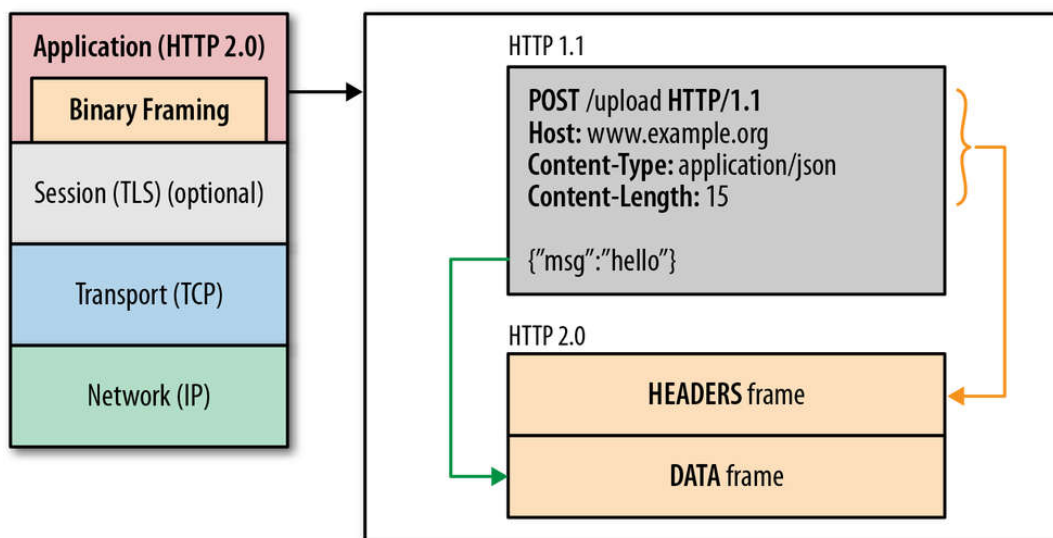 Application (HTTP 2.0)
Binary Framing
Session (TLS) (optional)
Transport (TCP)
Network (IP)
HTTP 1.1
POST /upload HTTP/1.1
Host: www.example.org
Content-Type: application/json
Content-Length: 15
{”msg”:”hello”}
HTTP 2.0
HEADERS frame
DATA frame